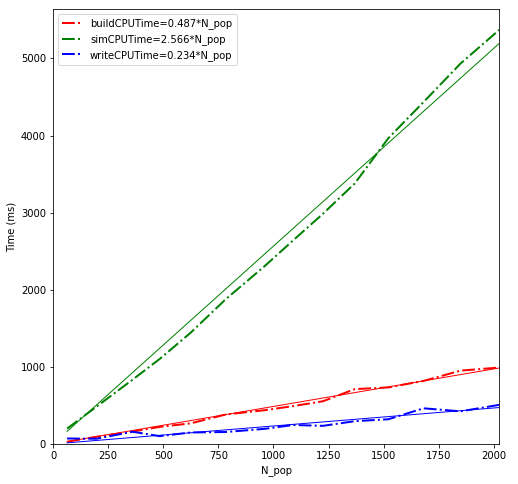 buildCPUTime=0.487*N_pop
simCPUTime=2.566*N_pop
writeCPUTime=0.234*N_pop
5000
4000
3000
2000
1000
0
Time (ms)
0 250 500 750 1000 1250 1500 1750 2000
N_pop